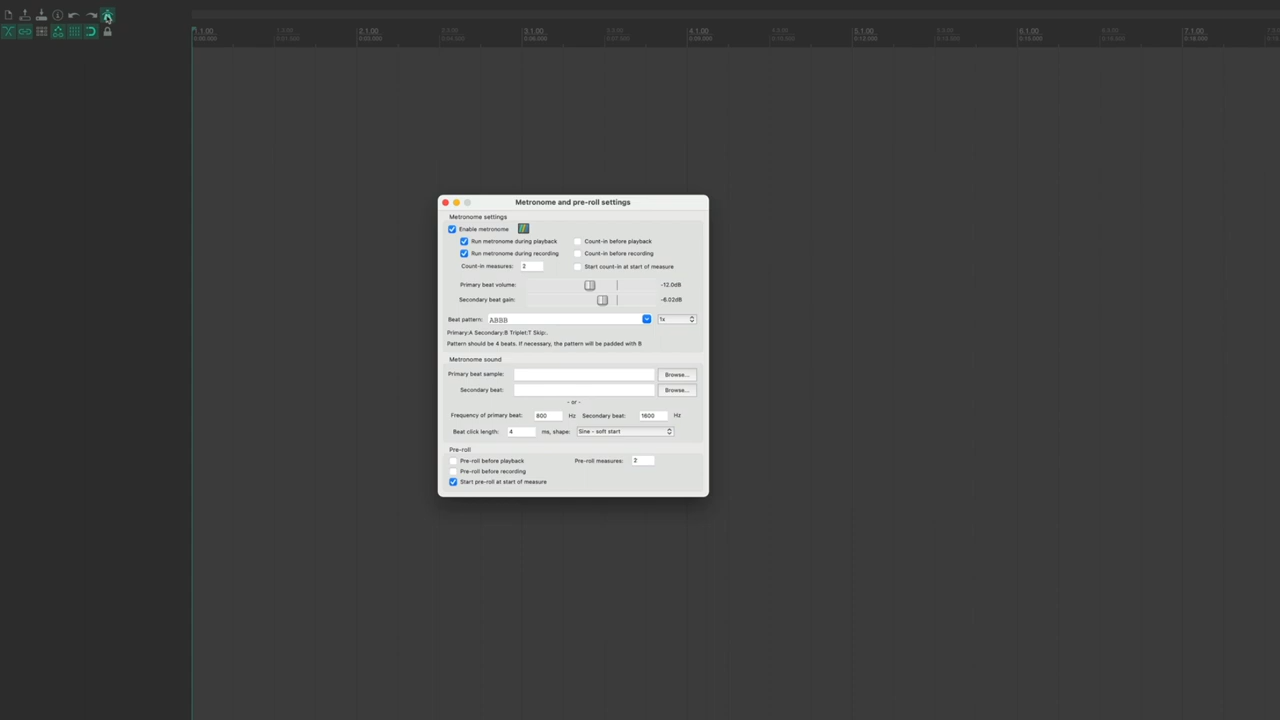 1.1.00
0:00.000
2.1.00
3.1.00
4.1.00
5.1.00
6.1.00
7.1.00
Metronome and pre-roll settings
Metronome settings
Enable metronome
Run metronome during playback Count-in before playback
Run metronome during recording Count-in before recording
Count-in measures: 2 Start count-in at start of measure
Primary beat volume: -12.0dB
Secondary beat gain: -6.02dB
Beat pattern: ABBB 1x
Primary:A Secondary:B Triplet:T Skip:.
Pattern should be 4 beats. If necessary, the pattern will be padded with B
Metronome sound
Primary beat sample: Browse...
Secondary beat: Browse...
- or -
Frequency of primary beat: 800 Hz Secondary beat: 1600 Hz
Beat click length: 4 ms, shape: Sine - soft start
Pre-roll
Pre-roll before playback Pre-roll measures: 2
Pre-roll before recording
Start pre-roll at start of measure